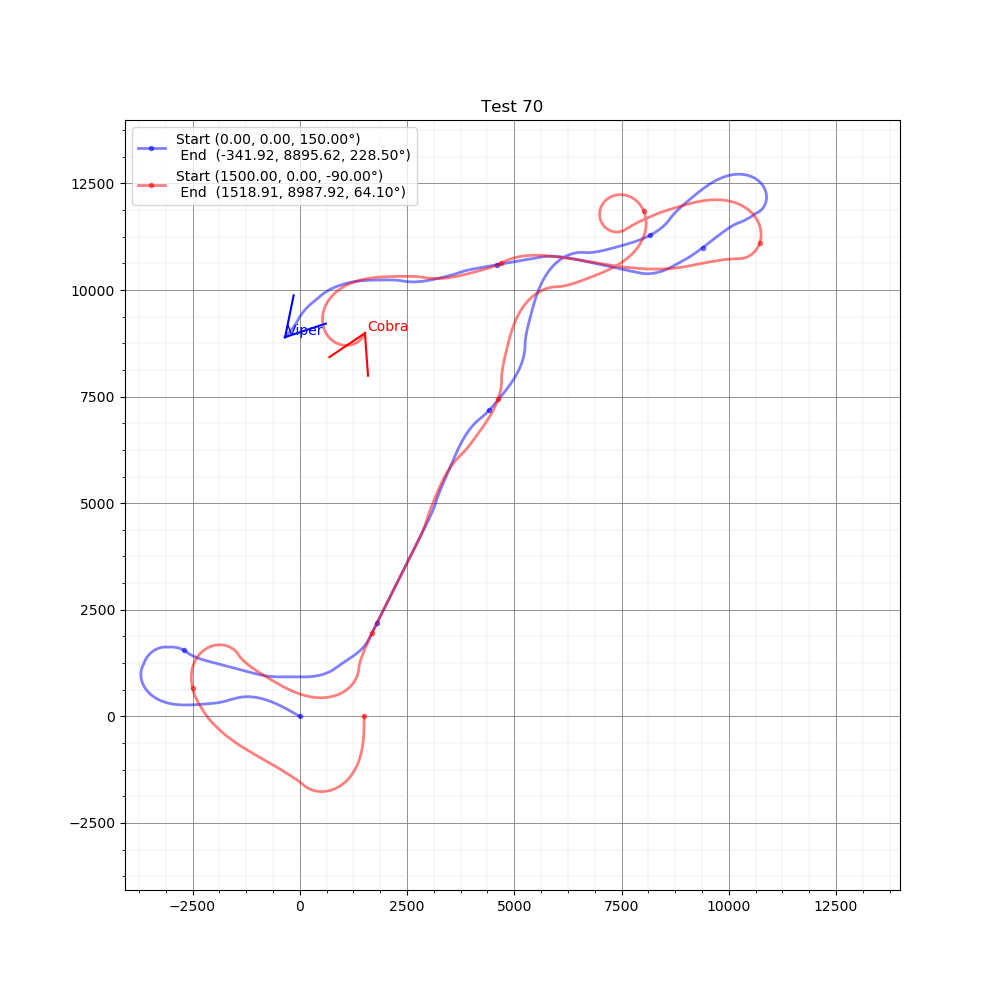 Test 70
Start (0.00, 0.00, 150.00°)
End (-341.92, 8895.62, 228.50°)
Start (1500.00, 0.00, -90.00°)
End (1518.91, 8987.92, 64.10°)
12500
10000
7500
5000
2500
0
−2500
Viper
Cobra
−2500 0 2500 5000 7500 10000 12500